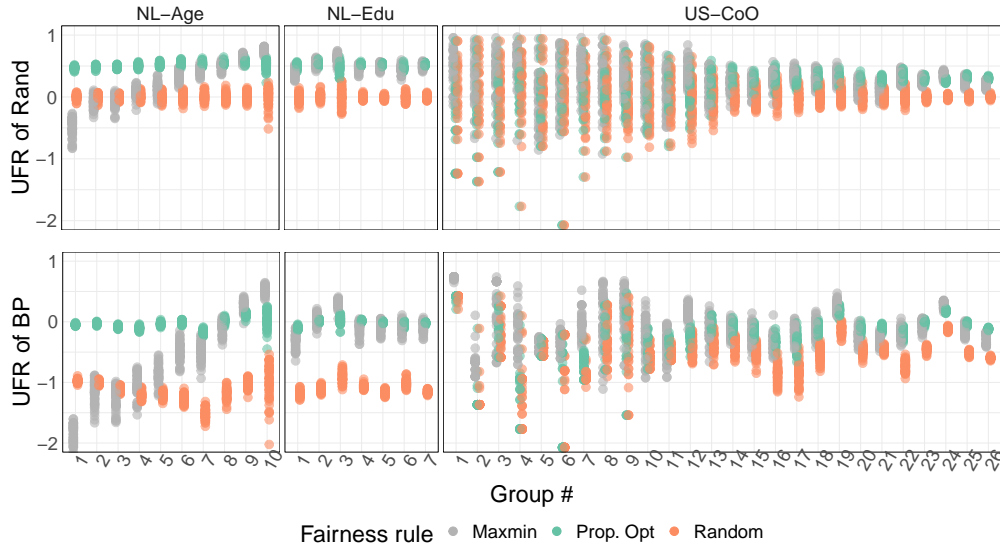 NL−Age NL−Edu US−CoO
UFR of Rand
1
0
−1
−2
UFR of BP
1
0
−1
−2
1 2 3 4 5 6 7 8 9 10 1 2 3 4 5 6 7 1 2 3 4 5 6 7 8 9 10 11 12 13 14 15 16 17 18 19 20 21 22 23 24 25 26
Group #
Fairness rule Maxmin Prop. Opt Random